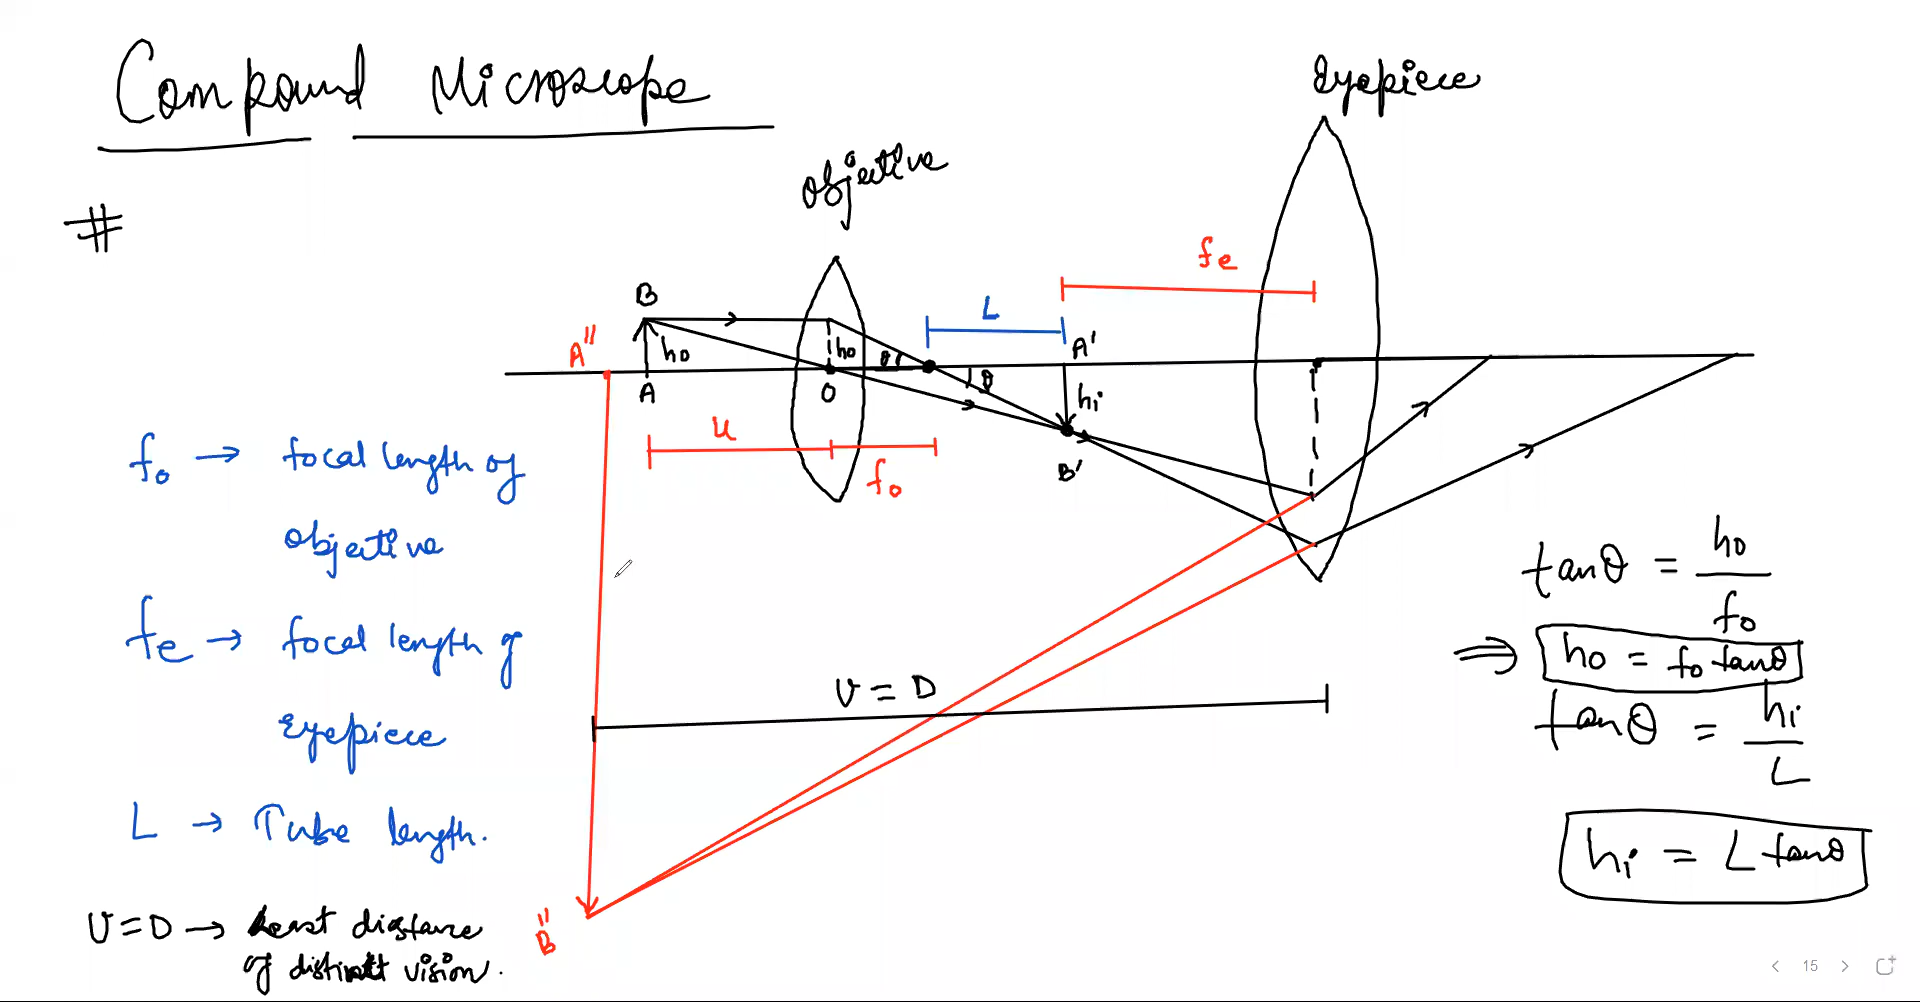 Compound Microscope
#
Eyepiece
Objective
fe
L
B
A"
ho
ho
θ
θ
A'
A
O
hi
u
fo
B'
fo → focal length of
Objective
fe → focal length of
Eyepiece
L → Tube length.
V = D → Least distance
of distinct vision.
V = D
B"
tanθ = ho/fo
⇒ ho = fo tanθ
tanθ = hi/L
hi = L tanθ
15